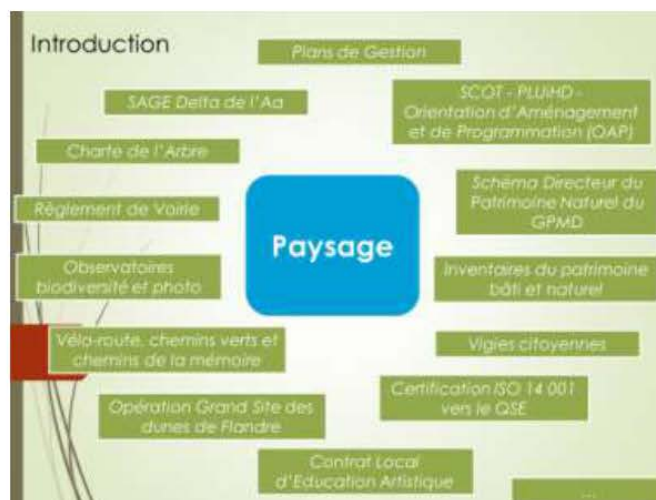 Introduction
Plans de Gestion
SAGE Delta de l'Aa
SCOT - PLUiHD -
Orientation d'Aménagement
et de Programmation (OAP)
Charte de l'Arbre
Schéma Directeur du
Patrimoine Naturel du
GPMD
Règlement de Voirie
Paysage
Observatoires
biodiversité et photo
Inventaires du patrimoine
bâti et naturel
Vélo-route, chemins verts et
chemins de la mémoire
Vigies citoyennes
Certification ISO 14 001
vers le QSE
Opération Grand Site des
dunes de Flandre
Contrat Local
d'Education Artistique
...